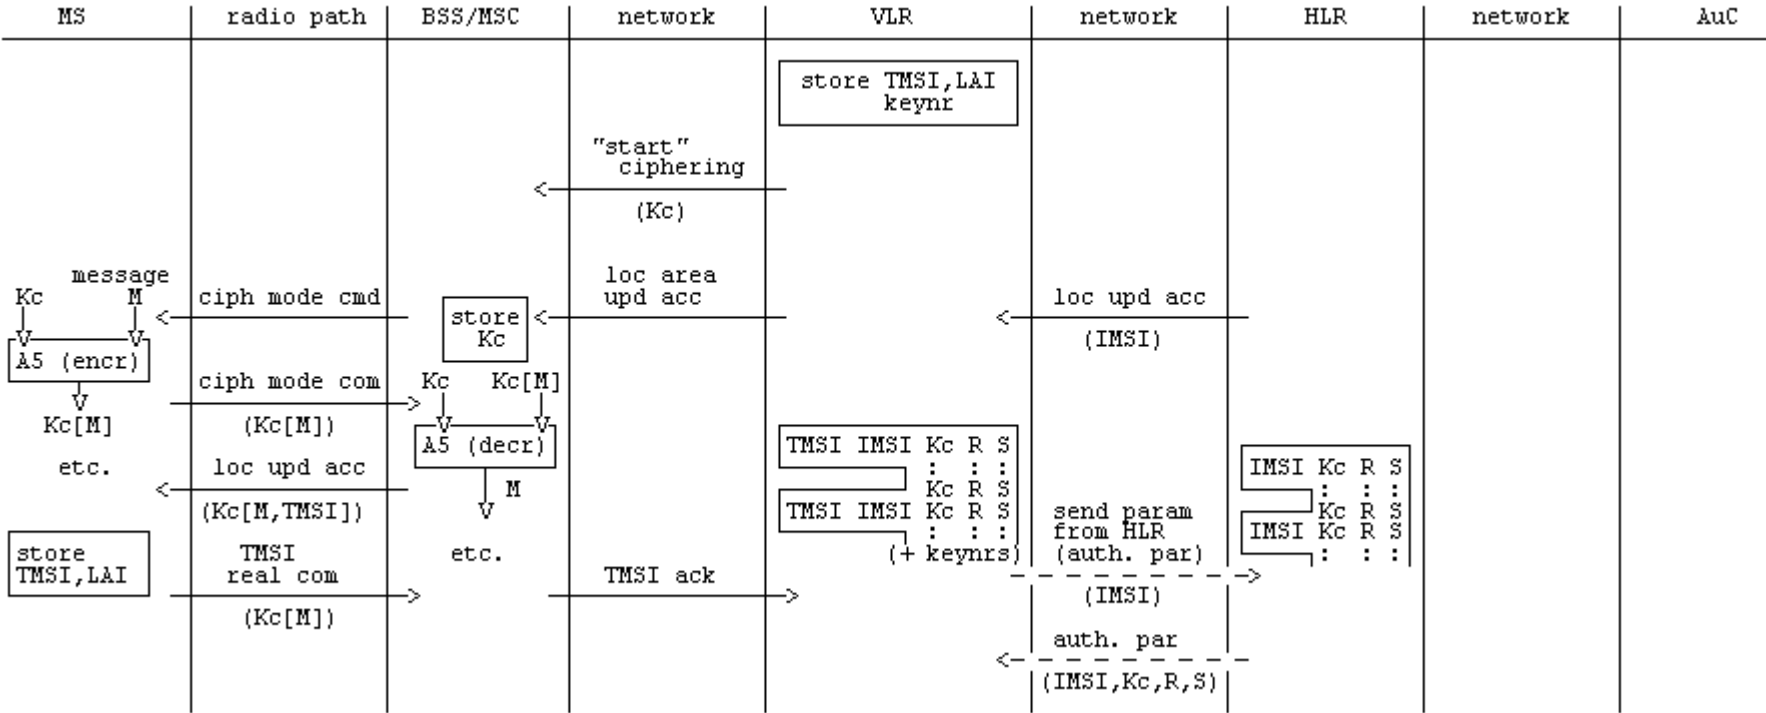 MS radio path BSS/MSC network VLR network HLR network AuC
store TMSI,LAI
keynr
"start"
ciphering
(Kc)
message
Kc M
ciph mode cmd
store
Kc
loc area
upd acc
loc upd acc
(IMSI)
A5 (encr)
Kc[M]
ciph mode com
(Kc[M])
Kc Kc[M]
A5 (decr)
M
etc.
loc upd acc
(Kc[M,TMSI])
TMSI IMSI Kc R S
: : :
Kc R S
TMSI IMSI Kc R S
: : :
(+ keynrs)
IMSI Kc R S
: : :
Kc R S
IMSI Kc R S
: : :
send param
from HLR
(auth. par)
(IMSI)
store
TMSI,LAI
TMSI
real com
(Kc[M])
etc.
TMSI ack
auth. par
(IMSI,Kc,R,S)